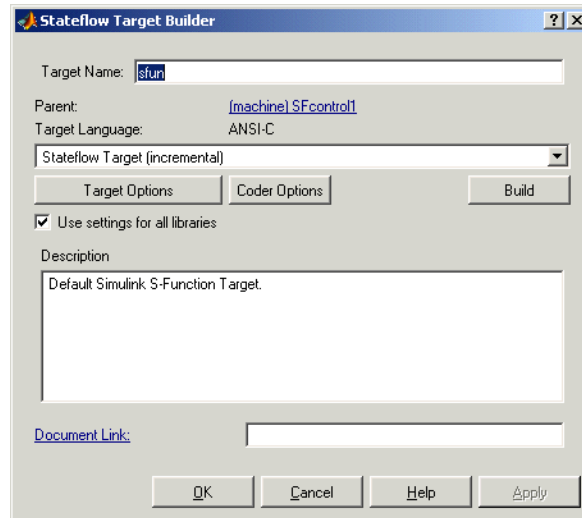 Stateflow Target Builder
Target Name: sfun
Parent: (machine) SFcontrol1
Target Language: ANSI-C
Stateflow Target (incremental)
Target Options Coder Options Build
Use settings for all libraries
Description
Default Simulink S-Function Target.
Document Link:
OK Cancel Help Apply